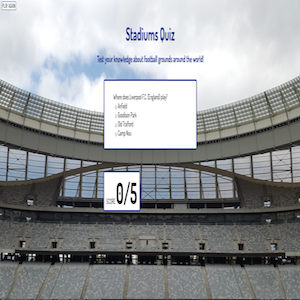 PLAY AGAIN
Stadiums Quiz
Test your knowledge about football grounds around the world!
Where does Liverpool F.C. (England) play?
Anfield
Goodison Park
Old Trafford
Camp Nou
SCORE: 0/5